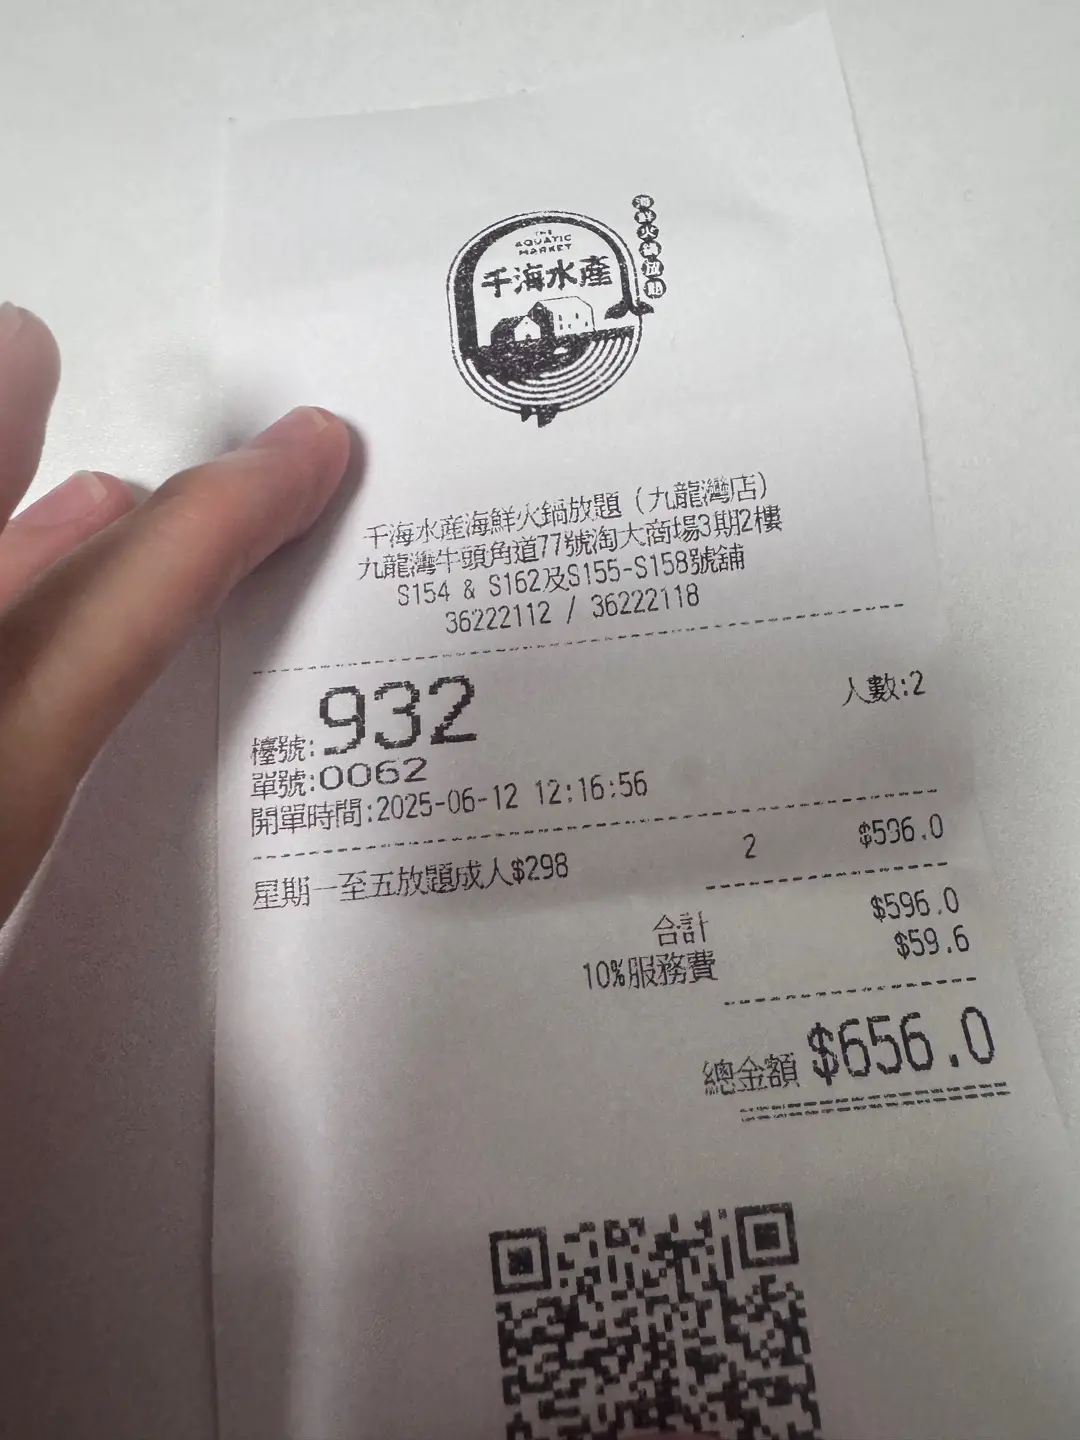 THE
AQUATIC
MARKET
千海水產
海鮮火鍋放題
千海水產海鮮火鍋放題（九龍灣店）
九龍灣牛頭角道77號淘大商場3期2樓
S154 & S162及S155-S158號舖
36222112 / 36222118
檯號:932 人數:2
單號:0062
開單時間:2025-06-12 12:16:56
星期一至五放題成人$298 2 $596.0
合計 $596.0
10%服務費 $59.6
總金額 $656.0